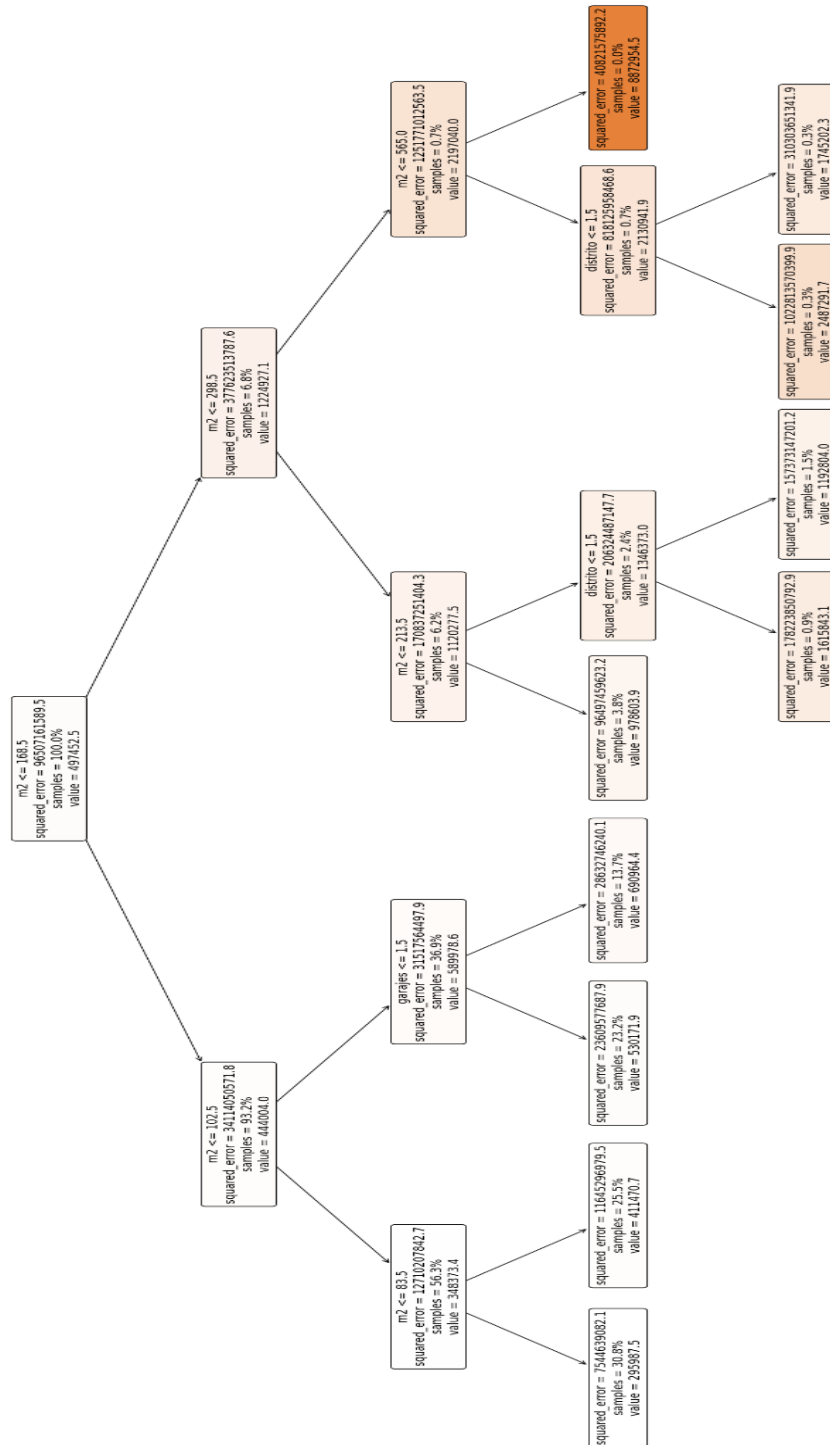 m2 <= 168.5
squared_error = 96507161589.5
samples = 100.0%
value = 497452.5
m2 <= 102.5
squared_error = 34114050571.8
samples = 93.2%
value = 444004.0
m2 <= 298.5
squared_error = 377623513787.6
samples = 6.8%
value = 1224927.1
m2 <= 83.5
squared_error = 12710207842.7
samples = 56.3%
value = 348373.4
garajes <= 1.5
squared_error = 31517564497.9
samples = 36.9%
value = 589978.6
m2 <= 213.5
squared_error = 170837251404.3
samples = 6.2%
value = 1120277.5
m2 <= 565.0
squared_error = 1251771012563.5
samples = 0.7%
value = 2197040.0
squared_error = 7544639082.1
samples = 30.8%
value = 295987.5
squared_error = 11645296979.5
samples = 25.5%
value = 411470.7
squared_error = 23609577687.9
samples = 23.2%
value = 530171.9
squared_error = 28632746240.1
samples = 13.7%
value = 690964.4
squared_error = 96497459623.2
samples = 3.8%
value = 978603.9
distrito <= 1.5
squared_error = 206324487147.7
samples = 2.4%
value = 1346373.0
distrito <= 1.5
squared_error = 818125958468.6
samples = 0.7%
value = 2130941.9
squared_error = 40821575892.2
samples = 0.0%
value = 8872954.5
squared_error = 178223850792.9
samples = 0.9%
value = 1615843.1
squared_error = 157373147201.2
samples = 1.5%
value = 1192804.0
squared_error = 1022813570399.9
samples = 0.3%
value = 2487291.7
squared_error = 310303651341.9
samples = 0.3%
value = 1745202.3